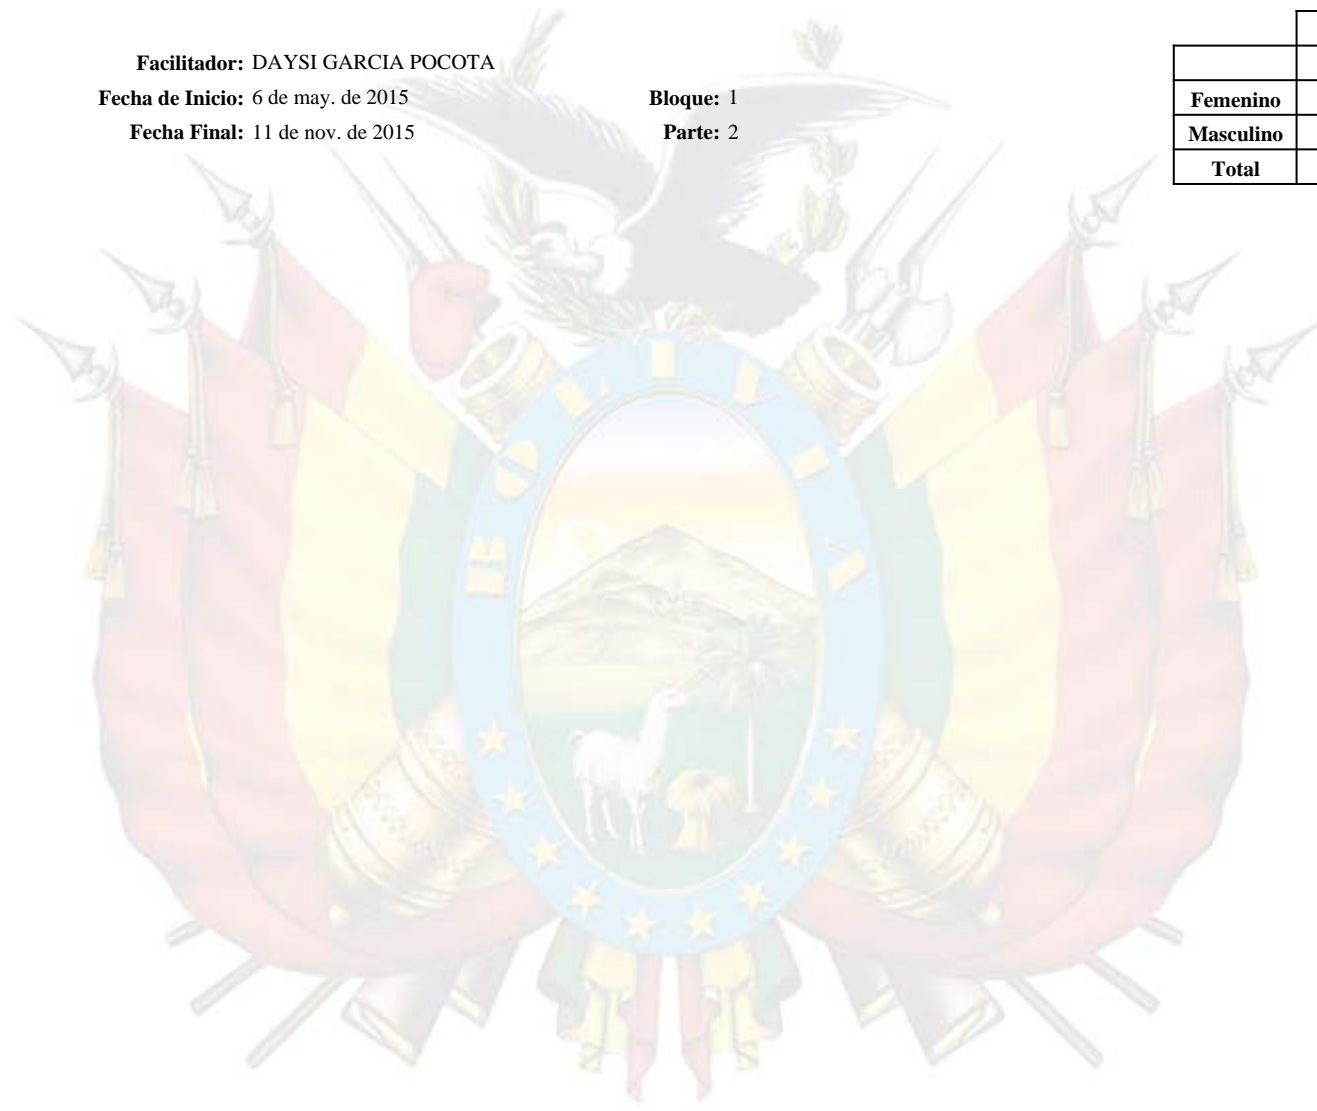 Facilitador: DAYSI GARCIA POCOTA
Fecha de Inicio: 6 de may. de 2015 Bloque: 1
Fecha Final: 11 de nov. de 2015 Parte: 2
Femenino
Masculino
Total
BOLIVIA